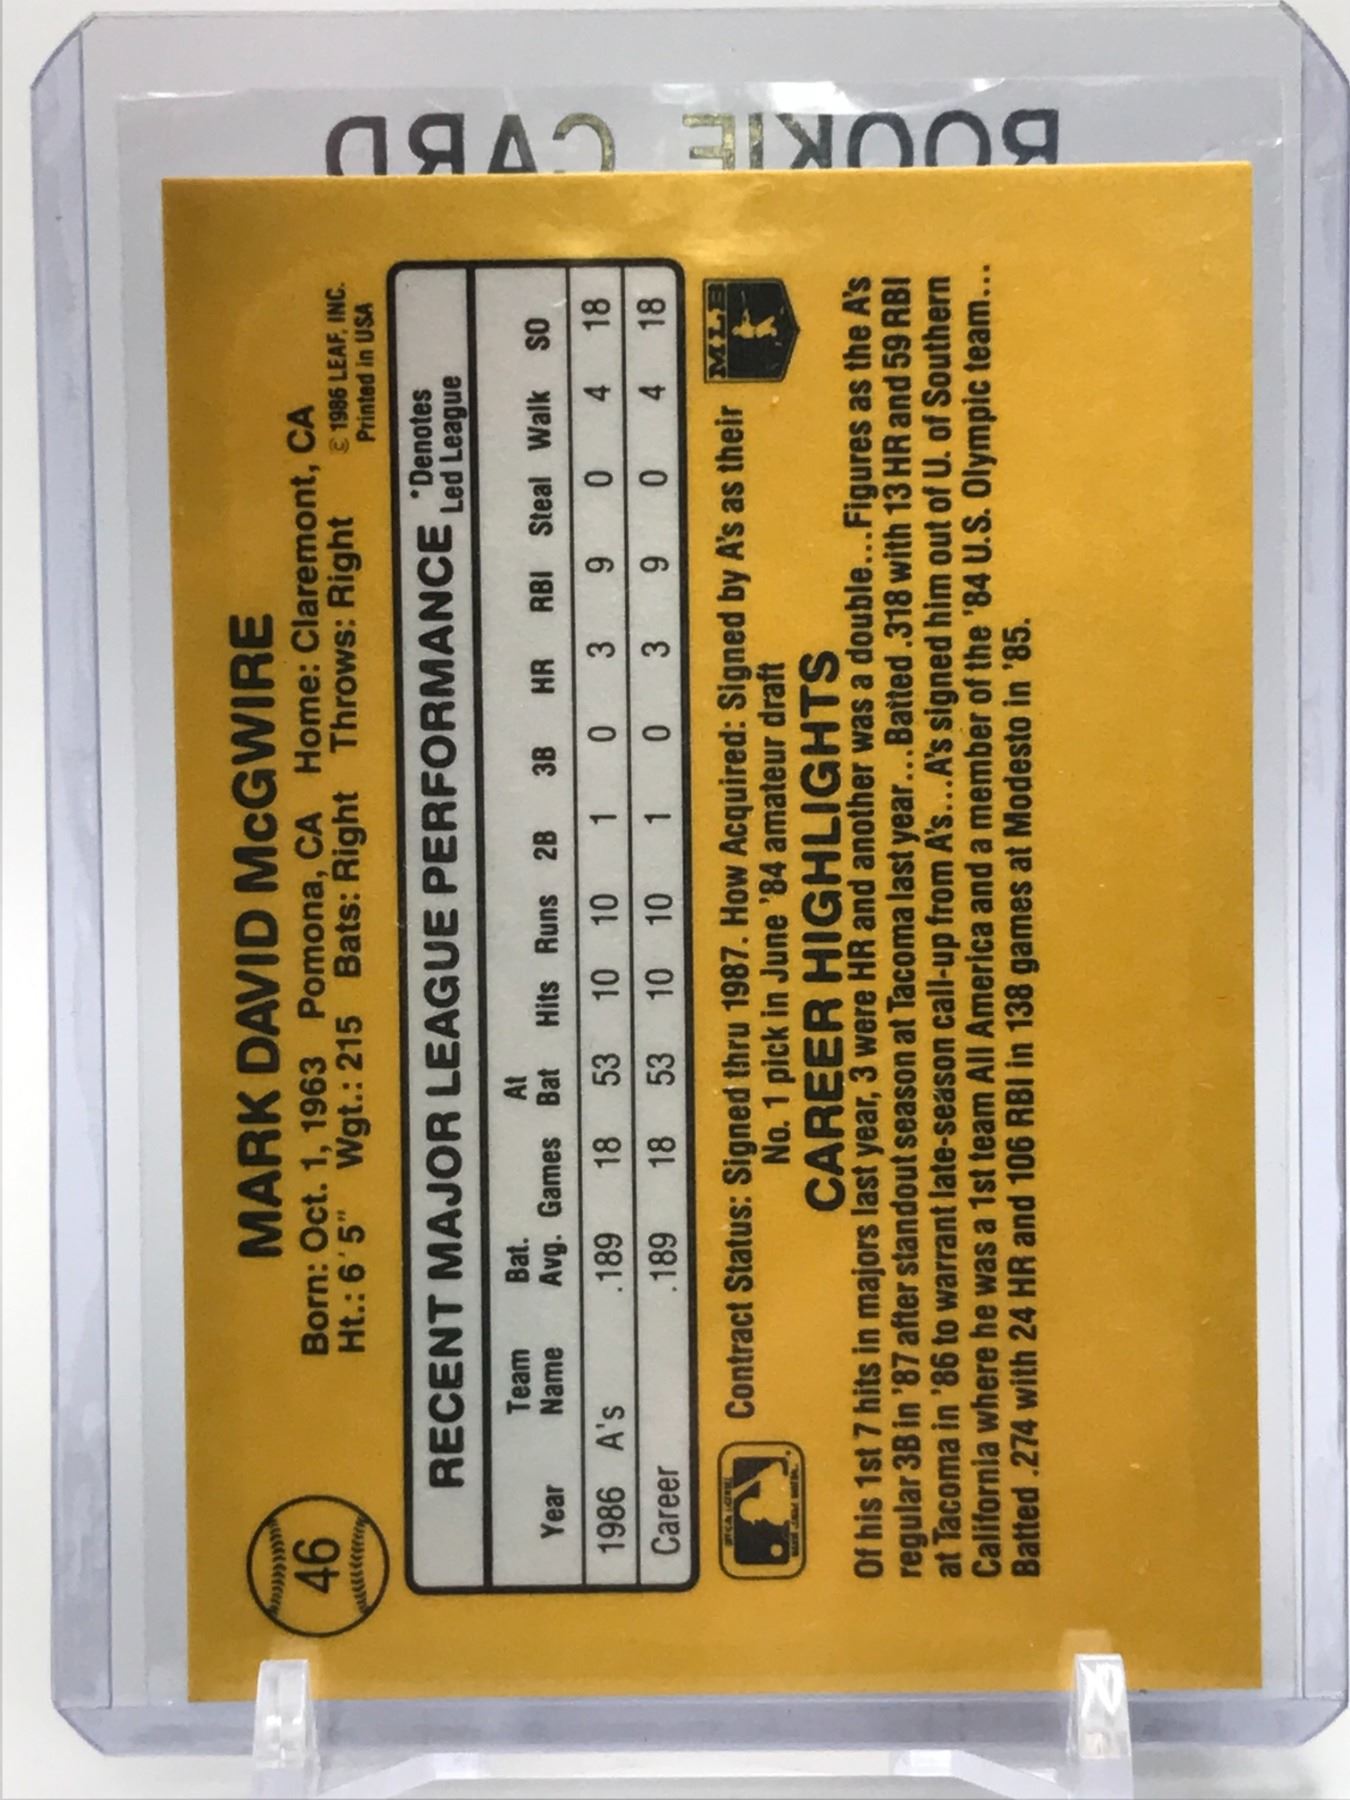 ROOKIE CARD
46
MARK DAVID McGWIRE
Born: Oct. 1, 1963 Pomona, CA Home: Claremont, CA
Ht.: 6'5" Wgt.: 215 Bats: Right Throws: Right
© 1986 LEAF, INC.
Printed in USA
RECENT MAJOR LEAGUE PERFORMANCE *Denotes Led League
Year Team Name Bat. Avg. Games At Bat Hits Runs 2B 3B HR RBI Steal Walk SO
1986 A's .189 18 53 10 10 1 0 3 9 0 4 18
Career .189 18 53 10 10 1 0 3 9 0 4 18
Contract Status: Signed thru 1987. How Acquired: Signed by A's as their
No. 1 pick in June '84 amateur draft
MLB
CAREER HIGHLIGHTS
Of his 1st 7 hits in majors last year, 3 were HR and another was a double...Figures as the A's
regular 3B in '87 after standout season at Tacoma last year...Batted .318 with 13 HR and 59 RBI
at Tacoma in '86 to warrant late-season call-up from A's...A's signed him out of U. of Southern
California where he was a 1st team All America and a member of the '84 U.S. Olympic team...
Batted .274 with 24 HR and 106 RBI in 138 games at Modesto in '85.